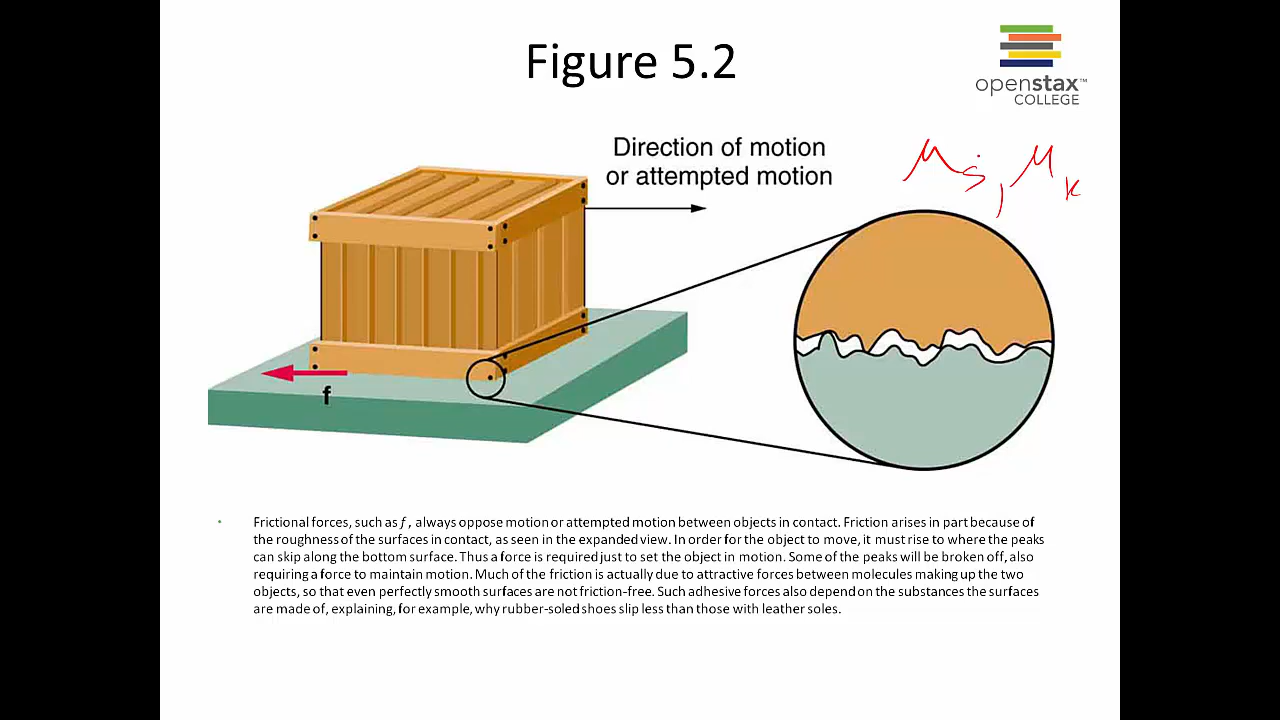 Figure 5.2
openstax™
COLLEGE
Direction of motion
or attempted motion
μs, μk
f
• Frictional forces, such as f , always oppose motion or attempted motion between objects in contact. Friction arises in part because of
the roughness of the surfaces in contact, as seen in the expanded view. In order for the object to move, it must rise to where the peaks
can skip along the bottom surface. Thus a force is required just to set the object in motion. Some of the peaks will be broken off, also
requiring a force to maintain motion. Much of the friction is actually due to attractive forces between molecules making up the two
objects, so that even perfectly smooth surfaces are not friction-free. Such adhesive forces also depend on the substances the surfaces
are made of, explaining, for example, why rubber-soled shoes slip less than those with leather soles.